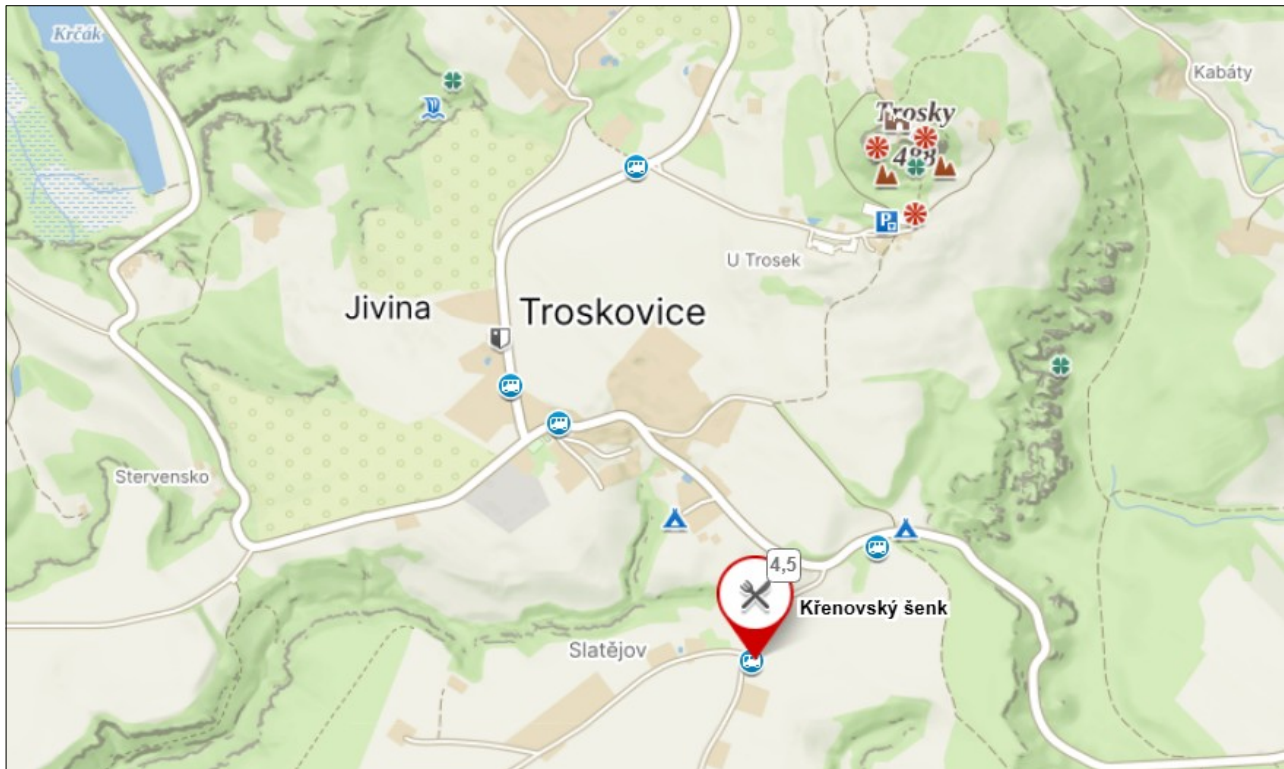 Krčák
Kabáty
Trosky
488
P
U Trosek
Jivina
Troskovice
Stervensko
4,5
Křenovský šenk
Slatějov